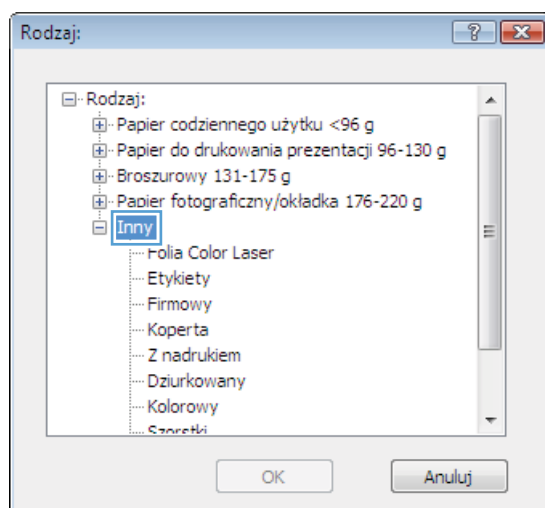 Rodzaj:
Rodzaj:
Papier codziennego użytku <96 g
Papier do drukowania prezentacji 96-130 g
Broszurowy 131-175 g
Papier fotograficzny/okładka 176-220 g
Inny
Folia Color Laser
Etykiety
Firmowy
Koperta
Z nadrukiem
Dziurkowany
Kolorowy
Szorstki
OK
Anuluj